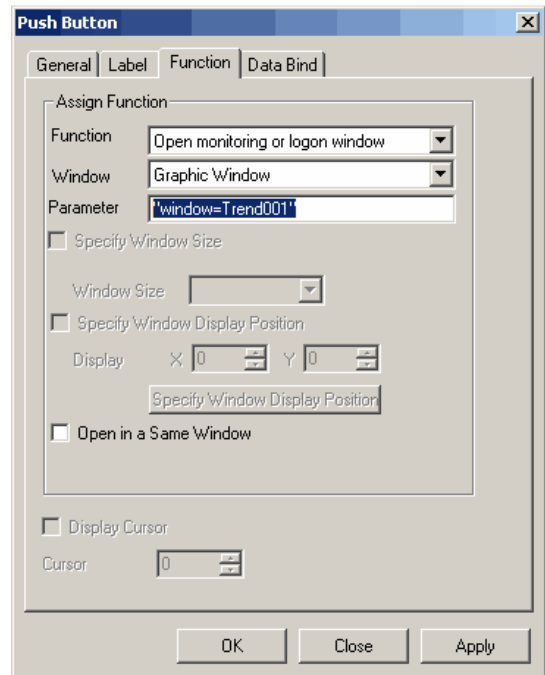 Push Button
General Label Function Data Bind
Assign Function
Function Open monitoring or logon window
Window Graphic Window
Parameter "window=Trend001"
Specify Window Size
Window Size
Specify Window Display Position
Display X 0 Y 0
Specify Window Display Position
Open in a Same Window
Display Cursor
Cursor 0
OK Close Apply